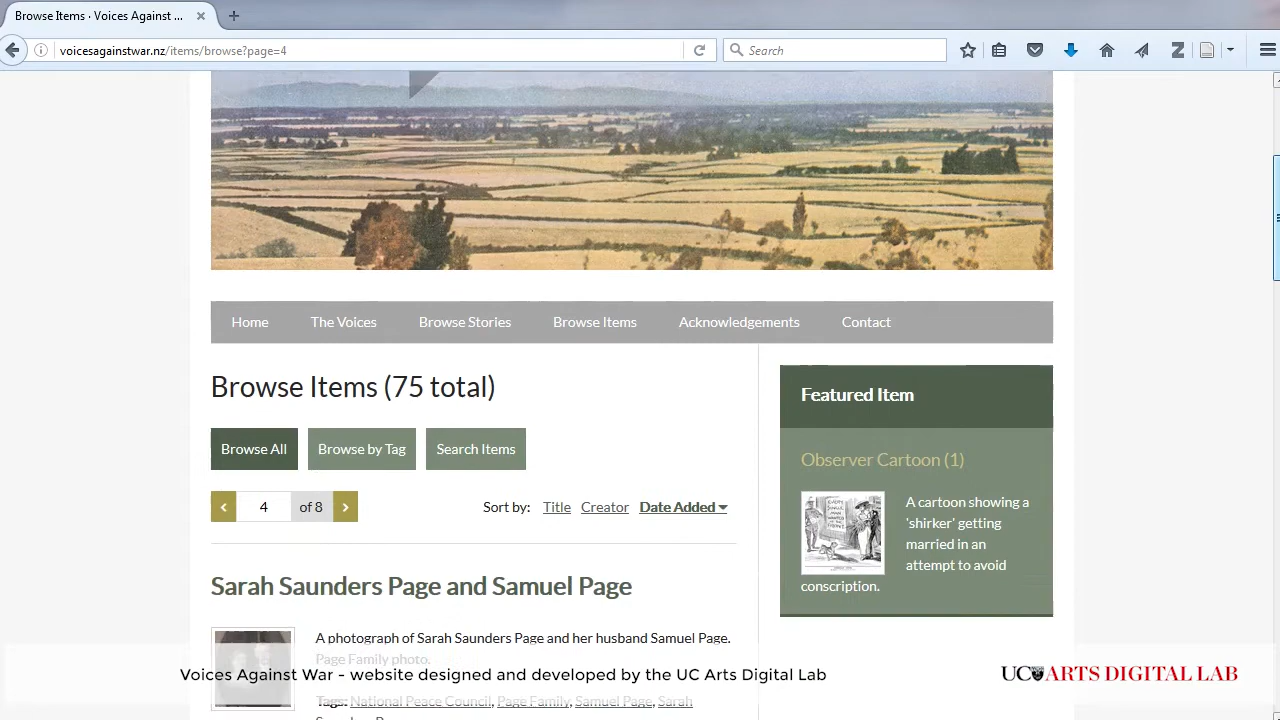 Browse Items · Voices Against ...
voicesagainstwar.nz/items/browse?page=4
Search
Home The Voices Browse Stories Browse Items Acknowledgements Contact
Browse Items (75 total)
Browse All Browse by Tag Search Items
4 of 8
Sort by: Title Creator Date Added
Sarah Saunders Page and Samuel Page
A photograph of Sarah Saunders Page and her husband Samuel Page.
Page Family photo.
Tags: National Peace Council, Page Family, Samuel Page, Sarah
Featured Item
Observer Cartoon (1)
A cartoon showing a
'shirker' getting
married in an
attempt to avoid
conscription.
Voices Against War - website designed and developed by the UC Arts Digital Lab
UC ARTS DIGITAL LAB